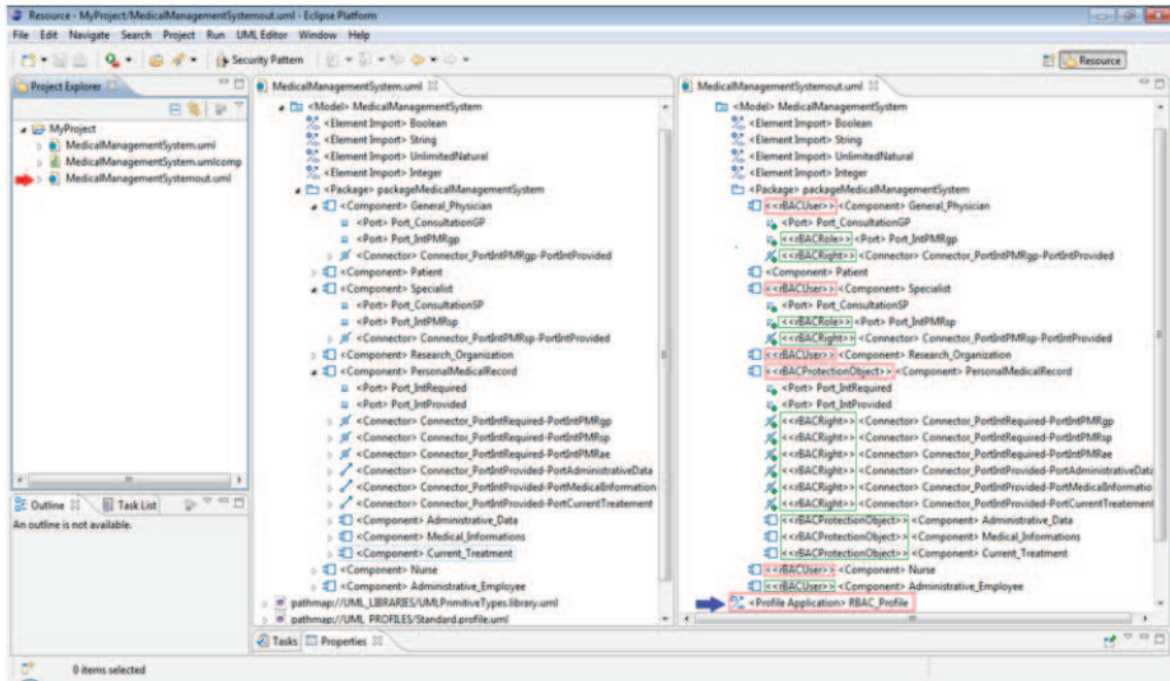 Resource - MyProject/MedicalManagementSystemout.uml - Eclipse Platform
File Edit Navigate Search Project Run UML Editor Window Help
Security Pattern
Resource
Project Explorer
MyProject
MedicalManagementSystem.uml
MedicalManagementSystem.umlcomp
MedicalManagementSystemout.uml
Outline Task List
An outline is not available.
MedicalManagementSystem.uml
<Model> MedicalManagementSystem
<Element Import> Boolean
<Element Import> String
<Element Import> UnlimitedNatural
<Element Import> Integer
<Package> packageMedicalManagementSystem
<Component> General_Physician
<Port> Port_ConsultationGP
<Port> Port_IntPMRgp
<Connector> Connector_PortIntPMRgp-PortIntProvided
<Component> Patient
<Component> Specialist
<Port> Port_ConsultationSP
<Port> Port_IntPMRsp
<Connector> Connector_PortIntPMRsp-PortIntProvided
<Component> Research_Organization
<Component> PersonalMedicalRecord
<Port> Port_IntRequired
<Port> Port_IntProvided
<Connector> Connector_PortIntRequired-PortIntPMRgp
<Connector> Connector_PortIntRequired-PortIntPMRsp
<Connector> Connector_PortIntRequired-PortIntPMRae
<Connector> Connector_PortIntProvided-PortAdministrativeData
<Connector> Connector_PortIntProvided-PortMedicalInformation
<Connector> Connector_PortIntProvided-PortCurrentTreatement
<Component> Administrative_Data
<Component> Medical_Informations
<Component> Current_Treatment
<Component> Nurse
<Component> Administrative_Employee
pathmap://UML_LIBRARIES/UMLPrimitiveTypes.library.uml
pathmap://UML_PROFILES/Standard.profile.uml
MedicalManagementSystemout.uml
<Model> MedicalManagementSystem
<Element Import> Boolean
<Element Import> String
<Element Import> UnlimitedNatural
<Element Import> Integer
<Package> packageMedicalManagementSystem
<<rBACUser>> <Component> General_Physician
<Port> Port_ConsultationGP
<<rBACRole>> <Port> Port_IntPMRgp
<<rBACRight>> <Connector> Connector_PortIntPMRgp-PortIntProvided
<Component> Patient
<<rBACUser>> <Component> Specialist
<Port> Port_ConsultationSP
<<rBACRole>> <Port> Port_IntPMRsp
<<rBACRight>> <Connector> Connector_PortIntPMRsp-PortIntProvided
<<rBACUser>> <Component> Research_Organization
<<rBACProtectionObject>> <Component> PersonalMedicalRecord
<Port> Port_IntRequired
<Port> Port_IntProvided
<<rBACRight>> <Connector> Connector_PortIntRequired-PortIntPMRgp
<<rBACRight>> <Connector> Connector_PortIntRequired-PortIntPMRsp
<<rBACRight>> <Connector> Connector_PortIntRequired-PortIntPMRae
<<rBACRight>> <Connector> Connector_PortIntProvided-PortAdministrativeData
<<rBACRight>> <Connector> Connector_PortIntProvided-PortMedicalInformatio
<<rBACRight>> <Connector> Connector_PortIntProvided-PortCurrentTreatement
<<rBACProtectionObject>> <Component> Administrative_Data
<<rBACProtectionObject>> <Component> Medical_Informations
<<rBACProtectionObject>> <Component> Current_Treatment
<<rBACUser>> <Component> Nurse
<<rBACUser>> <Component> Administrative_Employee
<Profile Application> RBAC_Profile
Tasks Properties
0 items selected